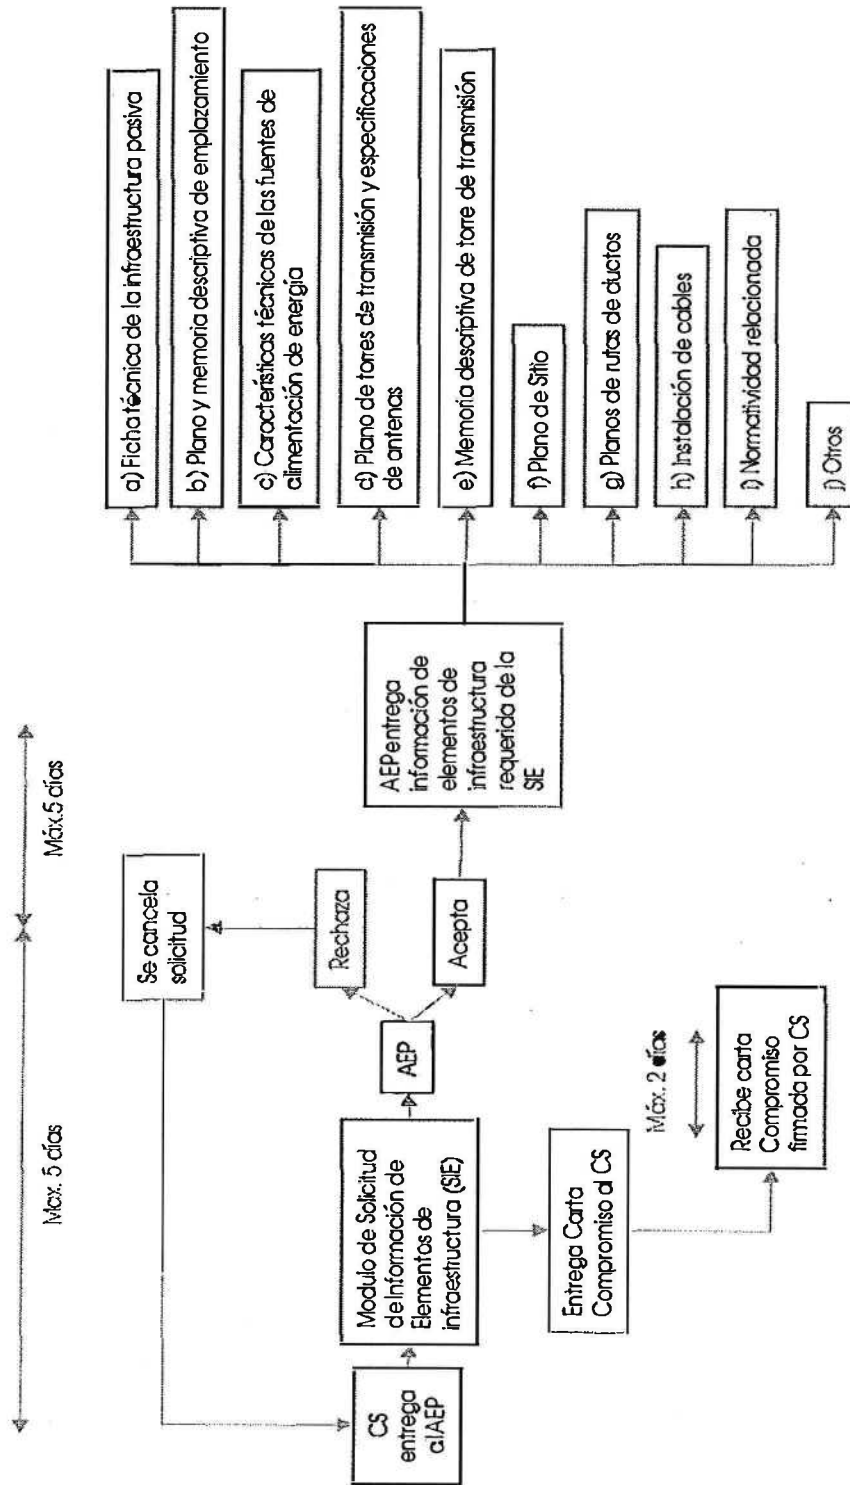 Max. 5 días
Máx. 5 días
CS
entrega
al AEP
Modulo de Solicitud
de Información de
Elementos de
infraestructura (SIE)
AEP
Rechaza
Acepta
Se cancela
solicitud
Entrega Carta
Compromiso al CS
Máx. 2 días
Recibe carta
Compromiso
firmada por CS
AEP entrega
información de
elementos de
infraestructura
requerida de la
SIE
a) Ficha técnica de la infraestructura pasiva
b) Plano y memoria descriptiva de emplazamiento
c) Características técnicas de las fuentes de
alimentación de energía
d) Plano de torres de transmisión y especificaciones
de antenas
e) Memoria descriptiva de torre de transmisión
f) Plano de Sitio
g) Planos de rutas de ductos
h) Instalación de cables
i) Normatividad relacionada
j) Otros